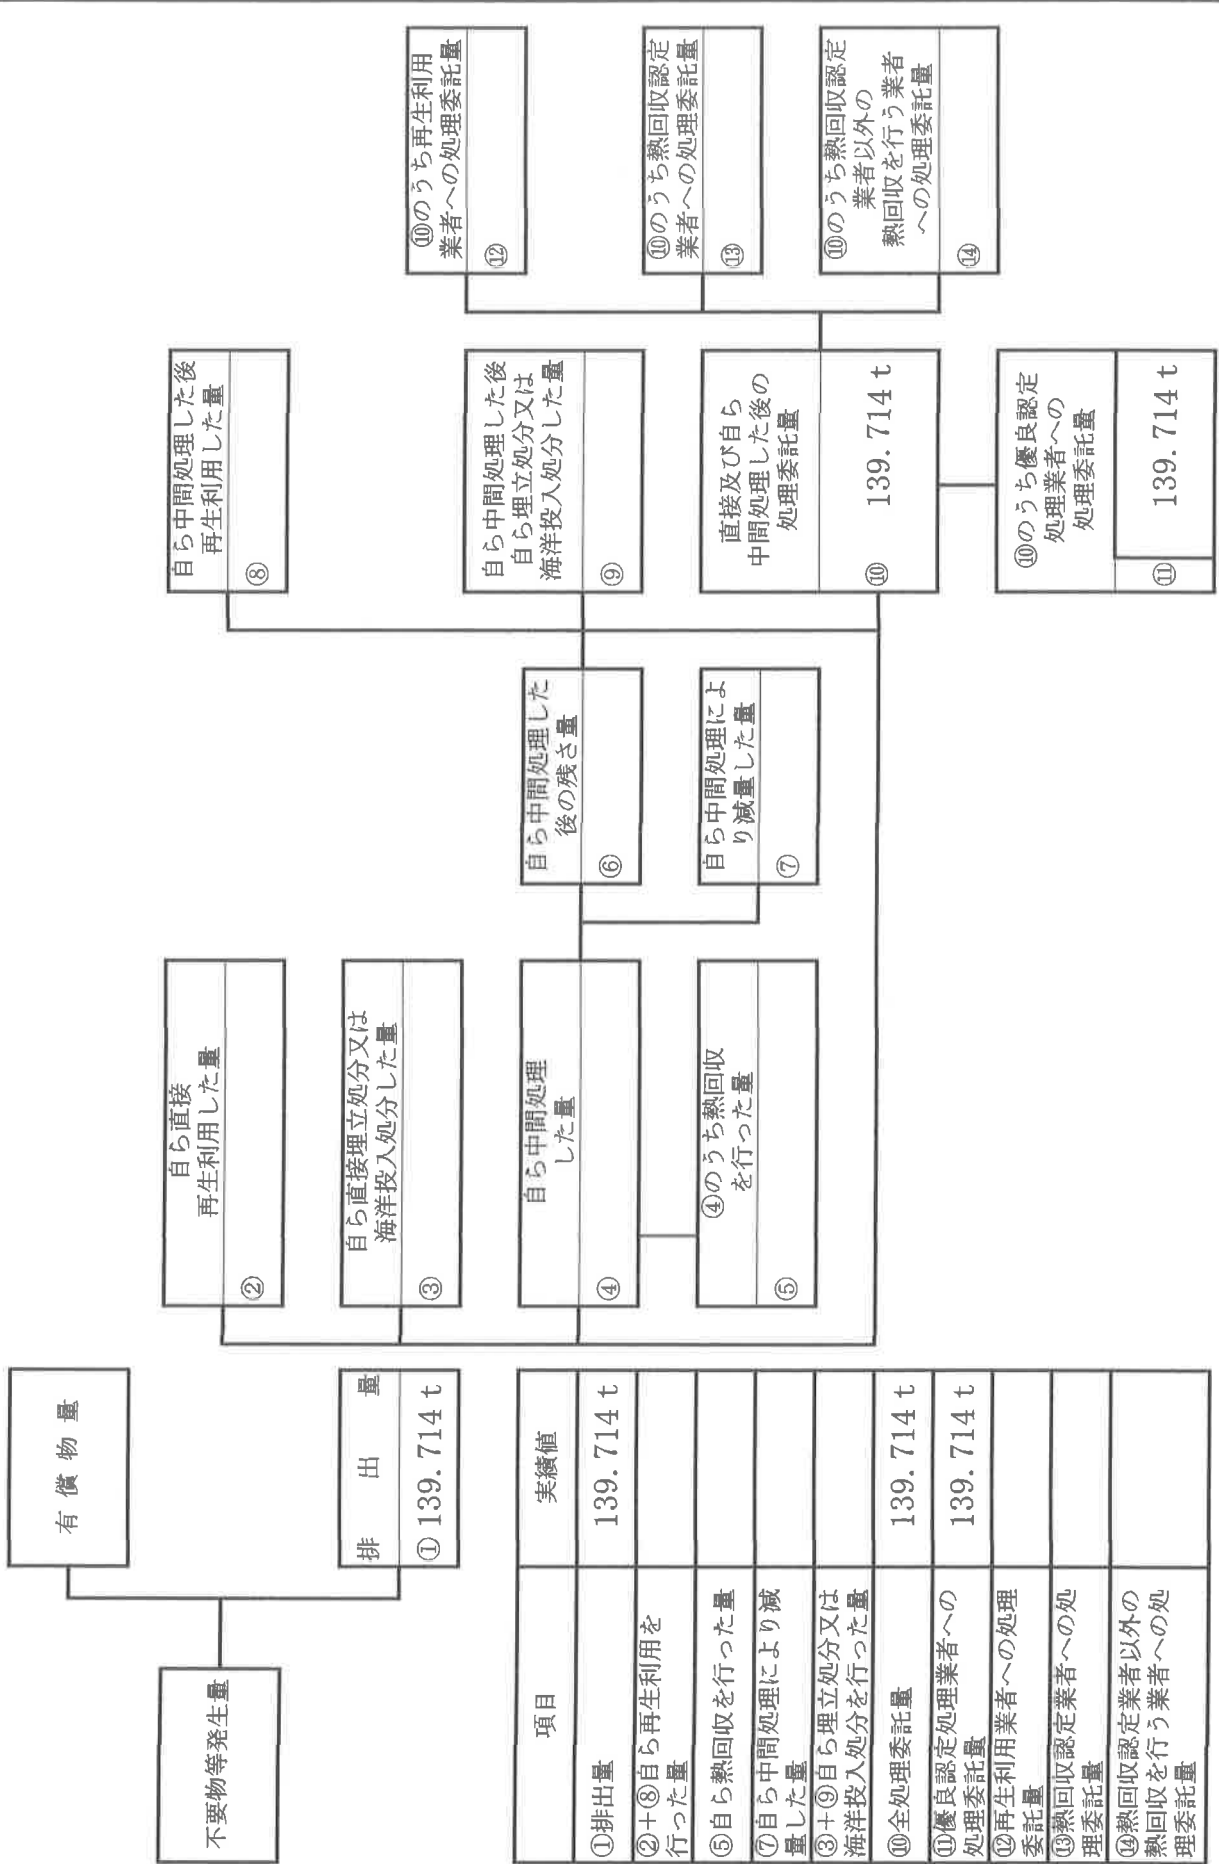 不要物等発生量
有償物量
排出量
① 139.714 t
自ら直接
再生利用した量
②
自ら直接埋立処分又は
海洋投入処分した量
③
自ら中間処理
した量
④
④のうち熱回収
を行った量
⑤
自ら中間処理した
後の残さ量
⑥
自ら中間処理によ
り減量した量
⑦
自ら中間処理した後
再生利用した量
⑧
自ら中間処理した後
自ら埋立処分又は
海洋投入処分した量
⑨
直接及び自ら
中間処理した後の
処理委託量
⑩ 139.714 t
⑩のうち優良認定
処理業者への
処理委託量
⑪ 139.714 t
⑩のうち再生利用
業者への処理委託量
⑫
⑩のうち熱回収認定
業者への処理委託量
⑬
⑩のうち熱回収認定
業者以外の
熱回収を行う業者
への処理委託量
⑭
項目 実績値
①排出量 139.714 t
②+⑧自ら再生利用を
行った量
⑤自ら熱回収を行った量
⑦自ら中間処理により減
量した量
③+⑨自ら埋立処分又は
海洋投入処分を行った量
⑩全処理委託量 139.714 t
⑪優良認定処理業者への
処理委託量 139.714 t
⑫再生利用業者への処理
委託量
⑬熱回収認定業者への処
理委託量
⑭熱回収認定業者以外の
熱回収を行う業者への処
理委託量